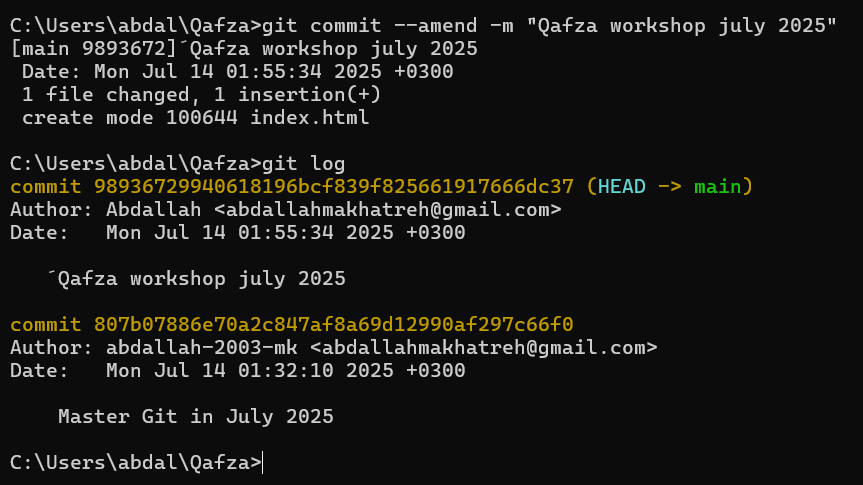 C:\Users\abdal\Qafza>git commit --amend -m "Qafza workshop july 2025"
[main 9893672]´Qafza workshop july 2025
 Date: Mon Jul 14 01:55:34 2025 +0300
 1 file changed, 1 insertion(+)
 create mode 100644 index.html

C:\Users\abdal\Qafza>git log
commit 98936729940618196bcf839f825661917666dc37 (HEAD -> main)
Author: Abdallah <abdallahmakhatreh@gmail.com>
Date:   Mon Jul 14 01:55:34 2025 +0300

   ´Qafza workshop july 2025

commit 807b07886e70a2c847af8a69d12990af297c66f0
Author: abdallah-2003-mk <abdallahmakhatreh@gmail.com>
Date:   Mon Jul 14 01:32:10 2025 +0300

    Master Git in July 2025

C:\Users\abdal\Qafza>